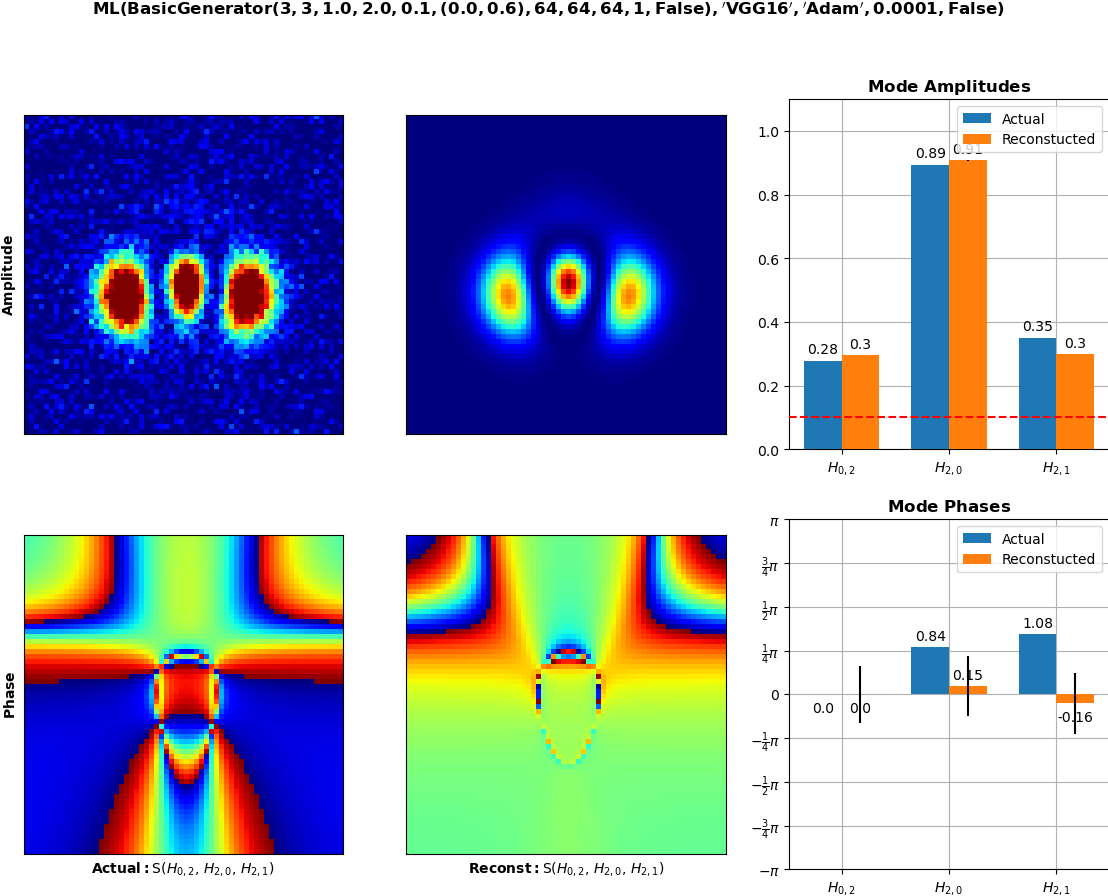 ML(BasicGenerator(3, 3, 1.0, 2.0, 0.1, (0.0, 0.6), 64, 64, 64, 1, False), ′VGG16′, ′Adam′, 0.0001, False)
Amplitude
Mode Amplitudes
Actual
Reconstucted
1.0
0.8
0.6
0.4
0.2
0.0
0.28
0.3
0.89
0.91
0.35
0.3
H0, 2
H2, 0
H2, 1
Phase
Actual: S(H0, 2, H2, 0, H2, 1)
Reconst: S(H0, 2, H2, 0, H2, 1)
Mode Phases
Actual
Reconstucted
π
3/4π
1/2π
1/4π
0
−1/4π
−1/2π
−3/4π
−π
0.0
0.0
0.84
0.15
1.08
-0.16
H0, 2
H2, 0
H2, 1